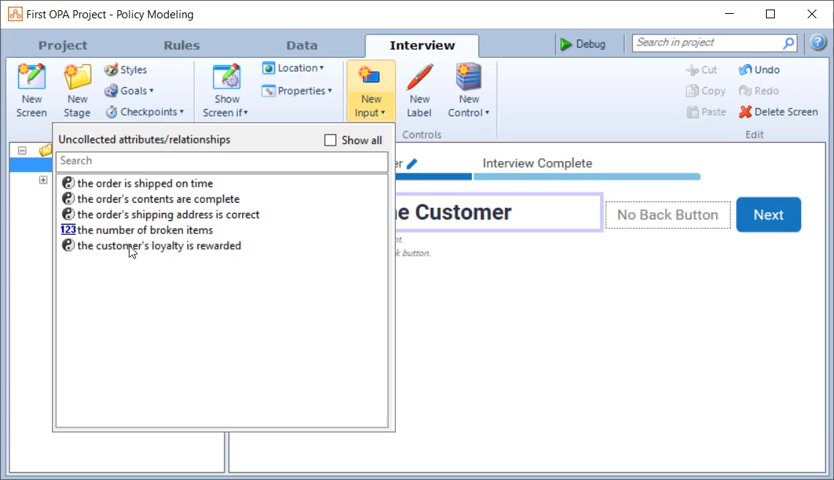 First OPA Project - Policy Modeling
Project Rules Data Interview Debug Search in project
New Screen
New Stage
Styles
Goals
Checkpoints
Show Screen if
Location
Properties
New Input
New Label
New Control
Controls
Cut
Copy
Paste
Undo
Redo
Delete Screen
Edit
Uncollected attributes/relationships Show all
Search
the order is shipped on time
the order's contents are complete
the order's shipping address is correct
123 the number of broken items
the customer's loyalty is rewarded
er Interview Complete
e Customer No Back Button Next
nt.
k button.